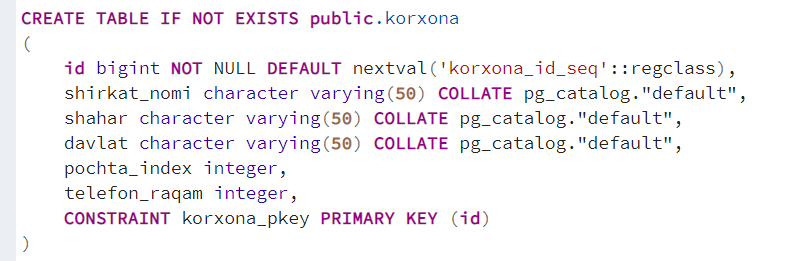 CREATE TABLE IF NOT EXISTS public.korxona
(
    id bigint NOT NULL DEFAULT nextval('korxona_id_seq'::regclass),
    shirkat_nomi character varying(50) COLLATE pg_catalog."default",
    shahar character varying(50) COLLATE pg_catalog."default",
    davlat character varying(50) COLLATE pg_catalog."default",
    pochta_index integer,
    telefon_raqam integer,
    CONSTRAINT korxona_pkey PRIMARY KEY (id)
)